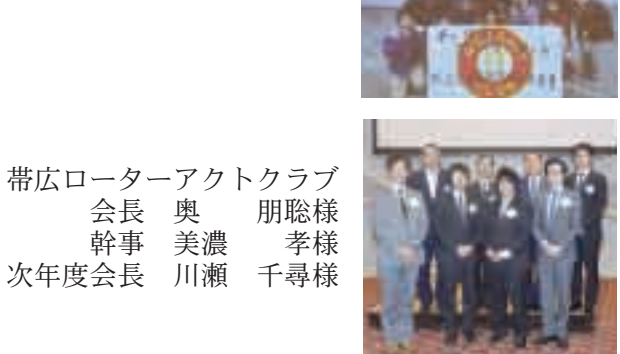 帯広ローターアクトクラブ
会長　奥　　朋聡様
幹事　美濃　　孝様
次年度会長　川瀬　千尋様